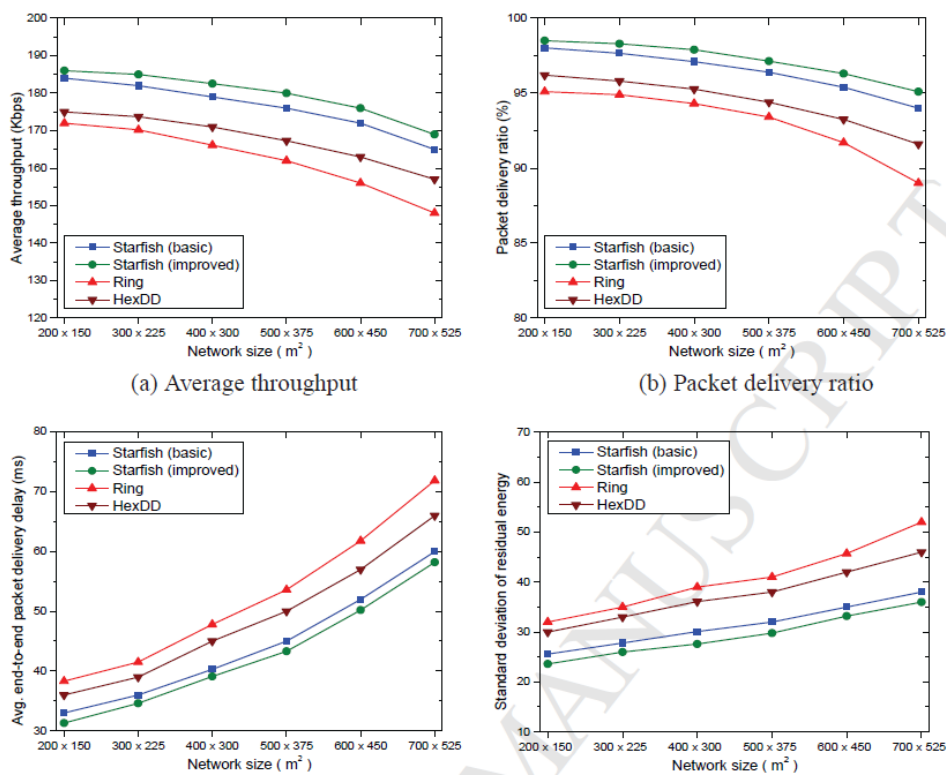 200
190
180
170
160
150
140
130
120
Average throughput (Kbps)
Starfish (basic)
Starfish (improved)
Ring
HexDD
200 x 150 300 x 225 400 x 300 500 x 375 600 x 450 700 x 525
Network size ( m² )
(a) Average throughput
100
95
90
85
80
Packet delivery ratio (%)
Starfish (basic)
Starfish (improved)
Ring
HexDD
200 x 150 300 x 225 400 x 300 500 x 375 600 x 450 700 x 525
Network size ( m² )
(b) Packet delivery ratio
80
70
60
50
40
30
Avg. end-to-end packet delivery delay (ms)
Starfish (basic)
Starfish (improved)
Ring
HexDD
200 x 150 300 x 225 400 x 300 500 x 375 600 x 450 700 x 525
Network size ( m² )
70
60
50
40
30
20
10
Standard deviation of residual energy
Starfish (basic)
Starfish (improved)
Ring
HexDD
200 x 150 300 x 225 400 x 300 500 x 375 600 x 450 700 x 525
Network size ( m² )
MANUSCRIPT